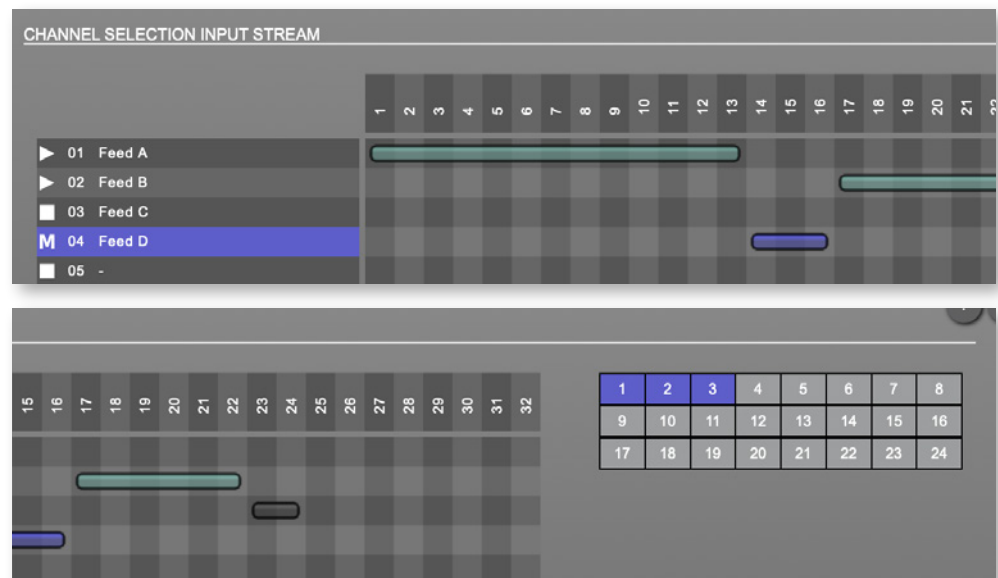 CHANNEL SELECTION INPUT STREAM
1 2 3 4 5 6 7 8 9 10 11 12 13 14 15 16 17 18 19 20 21
01 Feed A
02 Feed B
03 Feed C
M 04 Feed D
05 -
15 16 17 18 19 20 21 22 23 24 25 26 27 28 29 30 31 32
1 2 3 4 5 6 7 8
9 10 11 12 13 14 15 16
17 18 19 20 21 22 23 24